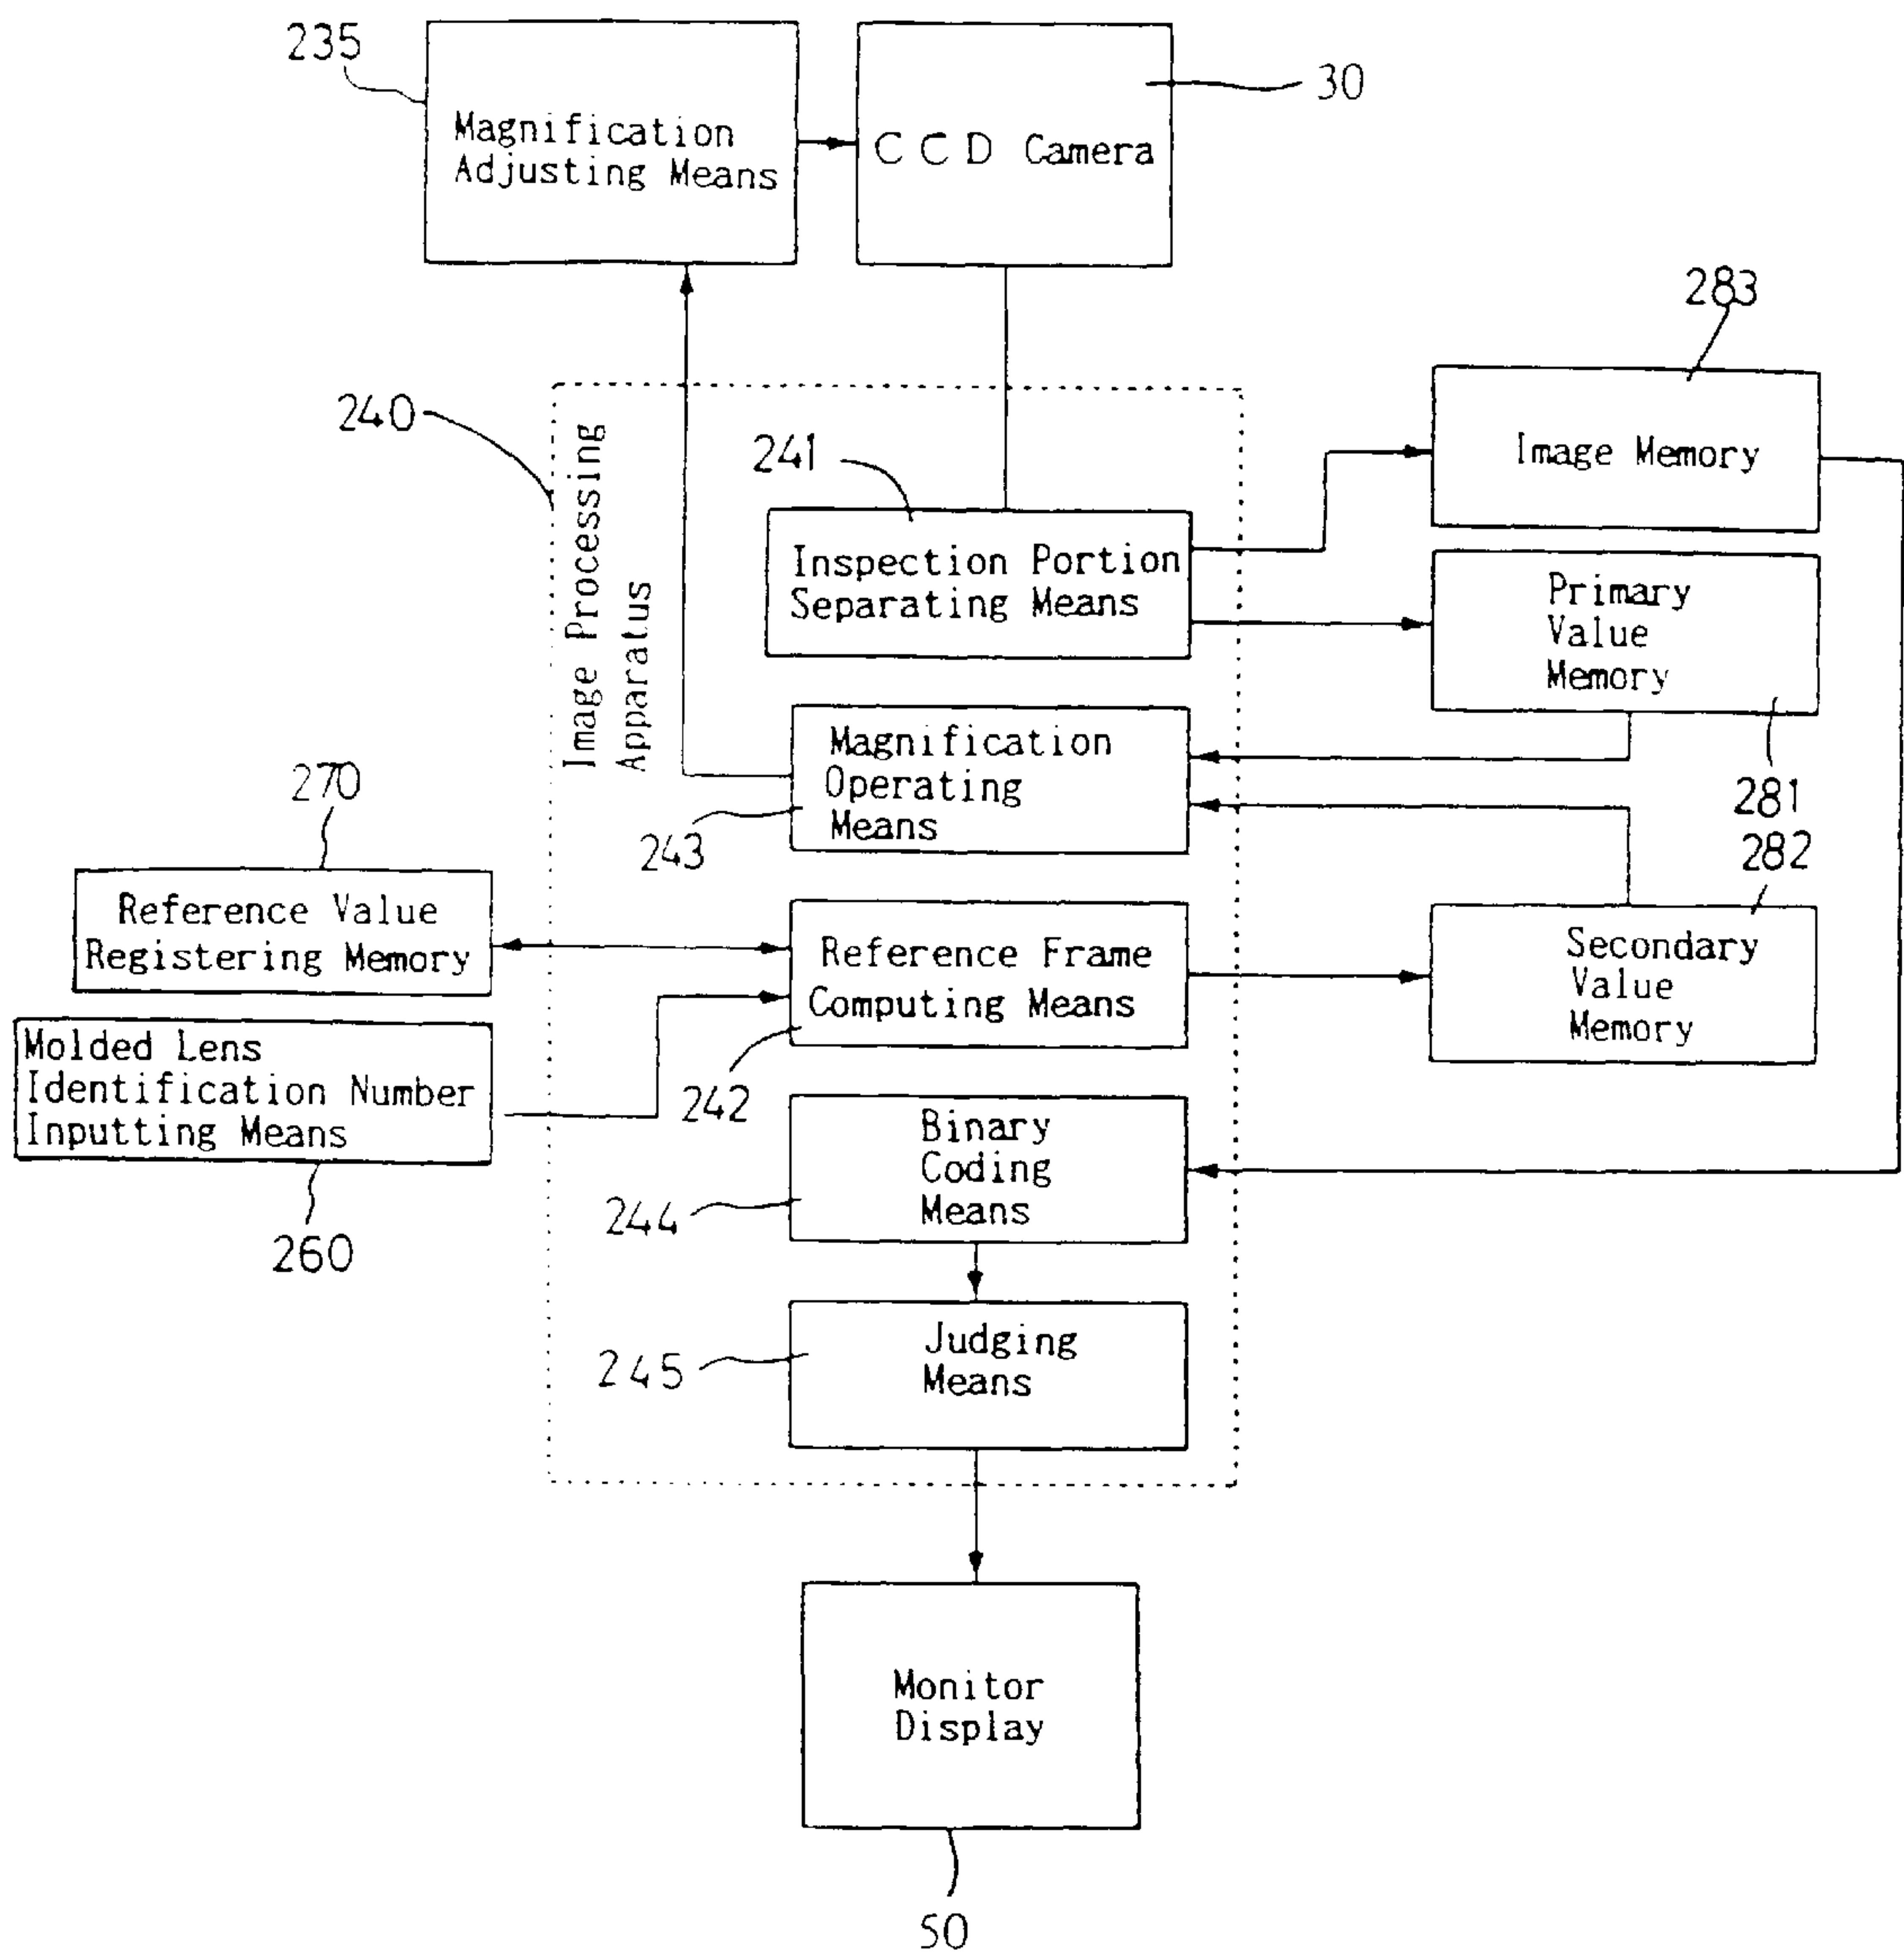 235
Magnification
Adjusting Means
CCD Camera
30
283
Image Memory
240
Image Processing
Apparatus
241
Inspection Portion
Separating Means
Primary
Value
Memory
281
Magnification
Operating
Means
243
282
270
Reference Value
Registering Memory
Reference Frame
Computing Means
242
Secondary
Value
Memory
Molded Lens
Identification Number
Inputting Means
260
Binary
Coding
Means
244
Judging
Means
245
Monitor
Display
50